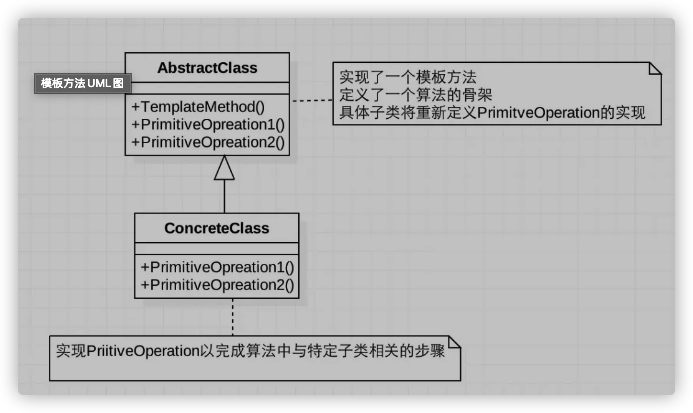 AbstractClass
模板方法UML图
+TemplateMethod()
+PrimitiveOpreation1()
+PrimitiveOpreation2()
实现了一个模板方法
定义了一个算法的骨架
具体子类将重新定义PrimitveOperation的实现
ConcreteClass
+PrimitiveOpreation1()
+PrimitiveOpreation2()
实现PriitiveOperation以完成算法中与特定子类相关的步骤